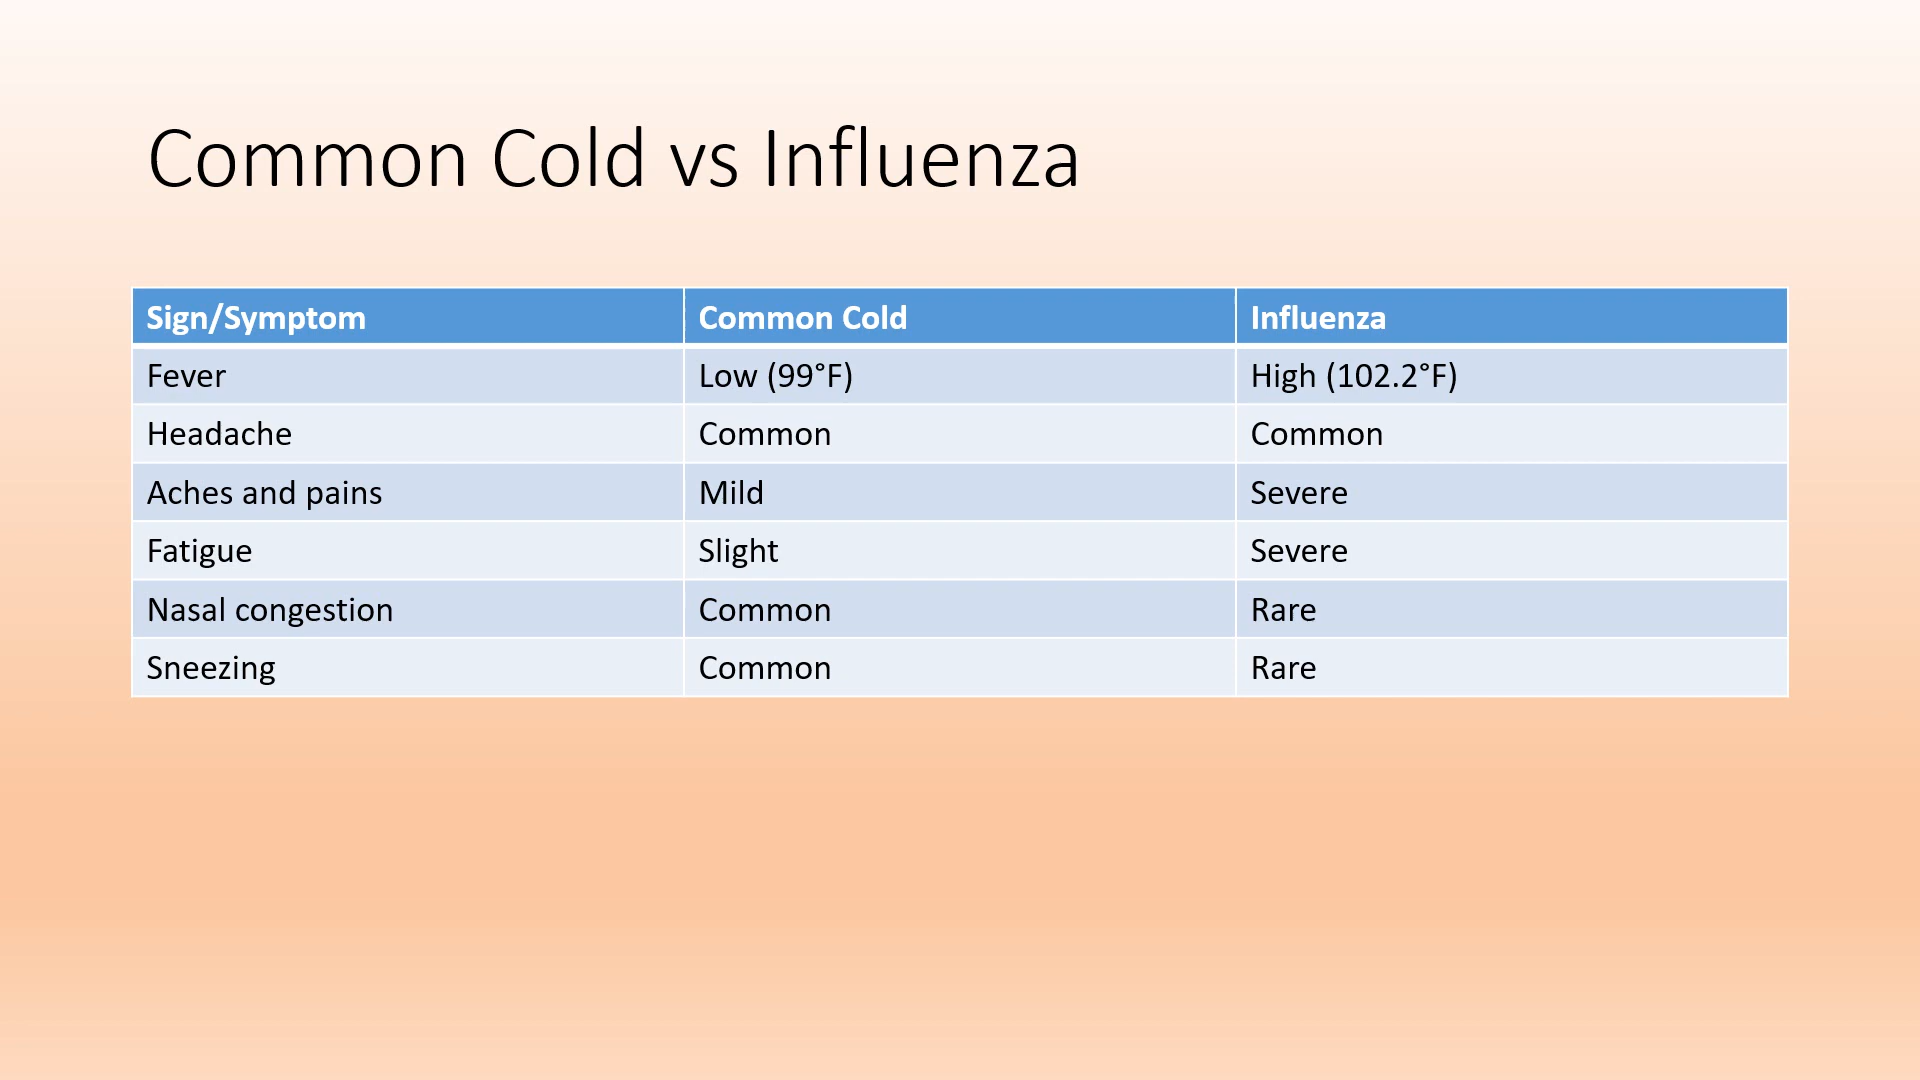 Common Cold vs Influenza
Sign/Symptom Common Cold Influenza
Fever Low (99°F) High (102.2°F)
Headache Common Common
Aches and pains Mild Severe
Fatigue Slight Severe
Nasal congestion Common Rare
Sneezing Common Rare